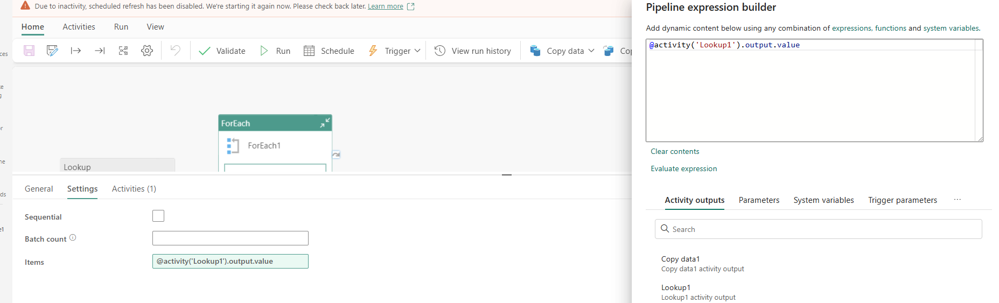 Due to inactivity, scheduled refresh has been disabled. We're starting it again now. Please check back later. Learn more
Home Activities Run View
Validate Run Schedule Trigger View run history Copy data Co
ForEach
ForEach1
Lookup
General Settings Activities (1)
Sequential
Batch count
Items @activity('Lookup1').output.value
Pipeline expression builder
Add dynamic content below using any combination of expressions, functions and system variables.
@activity('Lookup1').output.value
Clear contents
Evaluate expression
Activity outputs Parameters System variables Trigger parameters ...
Search
Copy data1
Copy data1 activity output
Lookup1
Lookup1 activity output